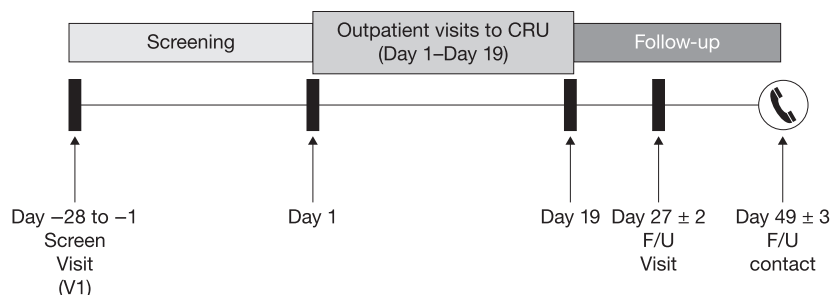 Screening
Outpatient visits to CRU
(Day 1–Day 19)
Follow-up
Day −28 to −1
Screen
Visit
(V1)
Day 1
Day 19
Day 27 ± 2
F/U
Visit
Day 49 ± 3
F/U
contact